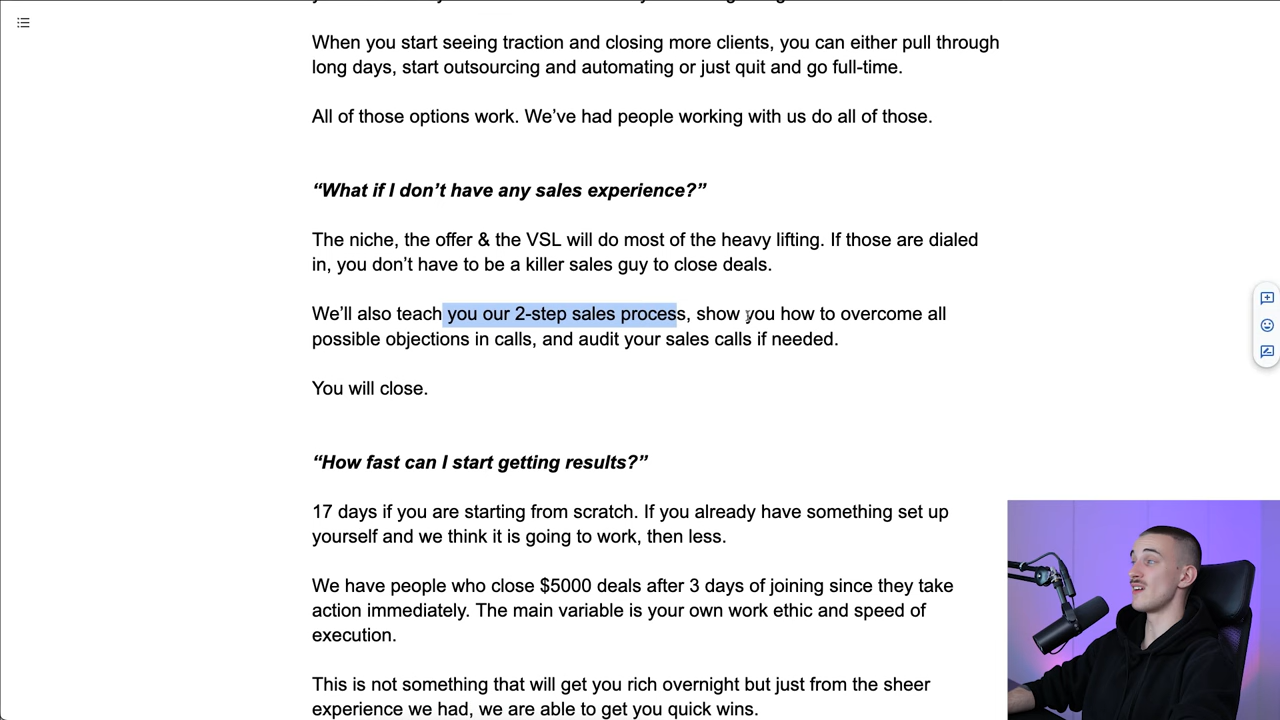 When you start seeing traction and closing more clients, you can either pull through
long days, start outsourcing and automating or just quit and go full-time.
All of those options work. We’ve had people working with us do all of those.
“What if I don’t have any sales experience?”
The niche, the offer & the VSL will do most of the heavy lifting. If those are dialed
in, you don’t have to be a killer sales guy to close deals.
We’ll also teach you our 2-step sales process, show you how to overcome all
possible objections in calls, and audit your sales calls if needed.
You will close.
“How fast can I start getting results?”
17 days if you are starting from scratch. If you already have something set up
yourself and we think it is going to work, then less.
We have people who close $5000 deals after 3 days of joining since they take
action immediately. The main variable is your own work ethic and speed of
execution.
This is not something that will get you rich overnight but just from the sheer
experience we had, we are able to get you quick wins.